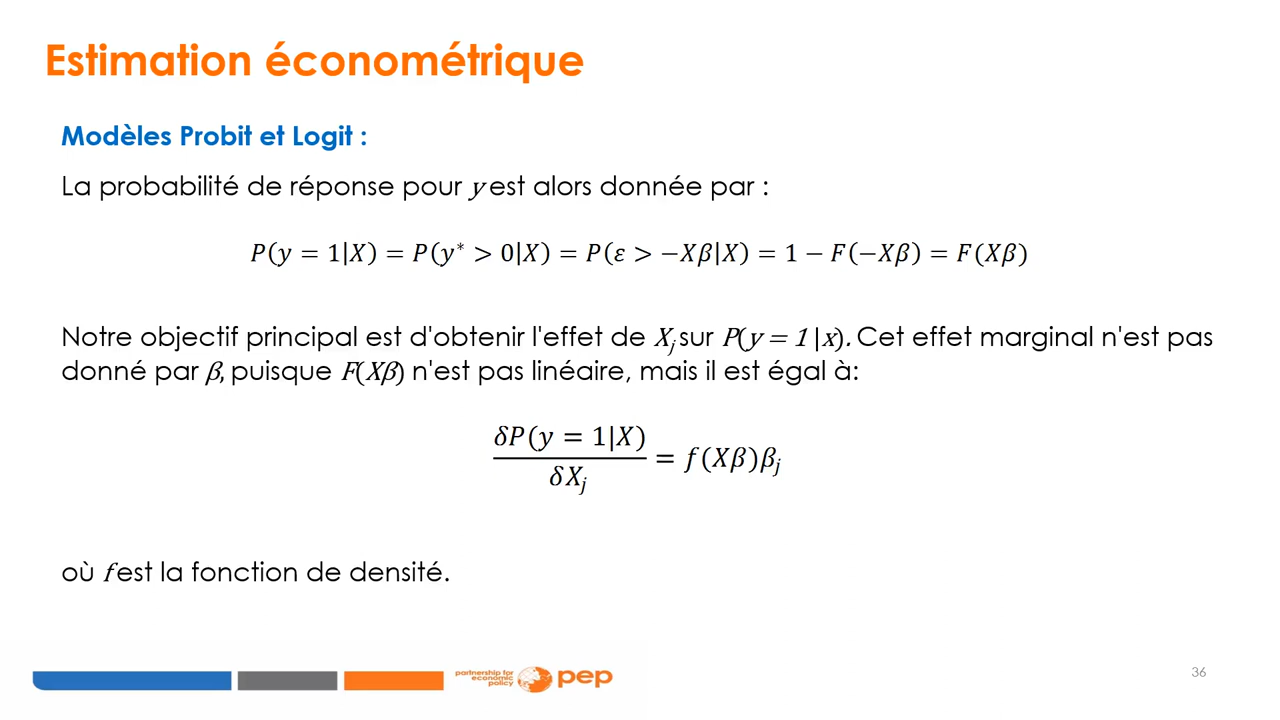 Estimation économétrique
Modèles Probit et Logit :
La probabilité de réponse pour y est alors donnée par :
P(y = 1|X) = P(y* > 0|X) = P(ε > −Xβ|X) = 1 − F(−Xβ) = F(Xβ)
Notre objectif principal est d'obtenir l'effet de Xj sur P(y = 1|x). Cet effet marginal n'est pas
donné par β, puisque F(Xβ) n'est pas linéaire, mais il est égal à:
δP(y = 1|X)
δXj
= f(Xβ)βj
où f est la fonction de densité.
partnership for
economic
policy
pep
36